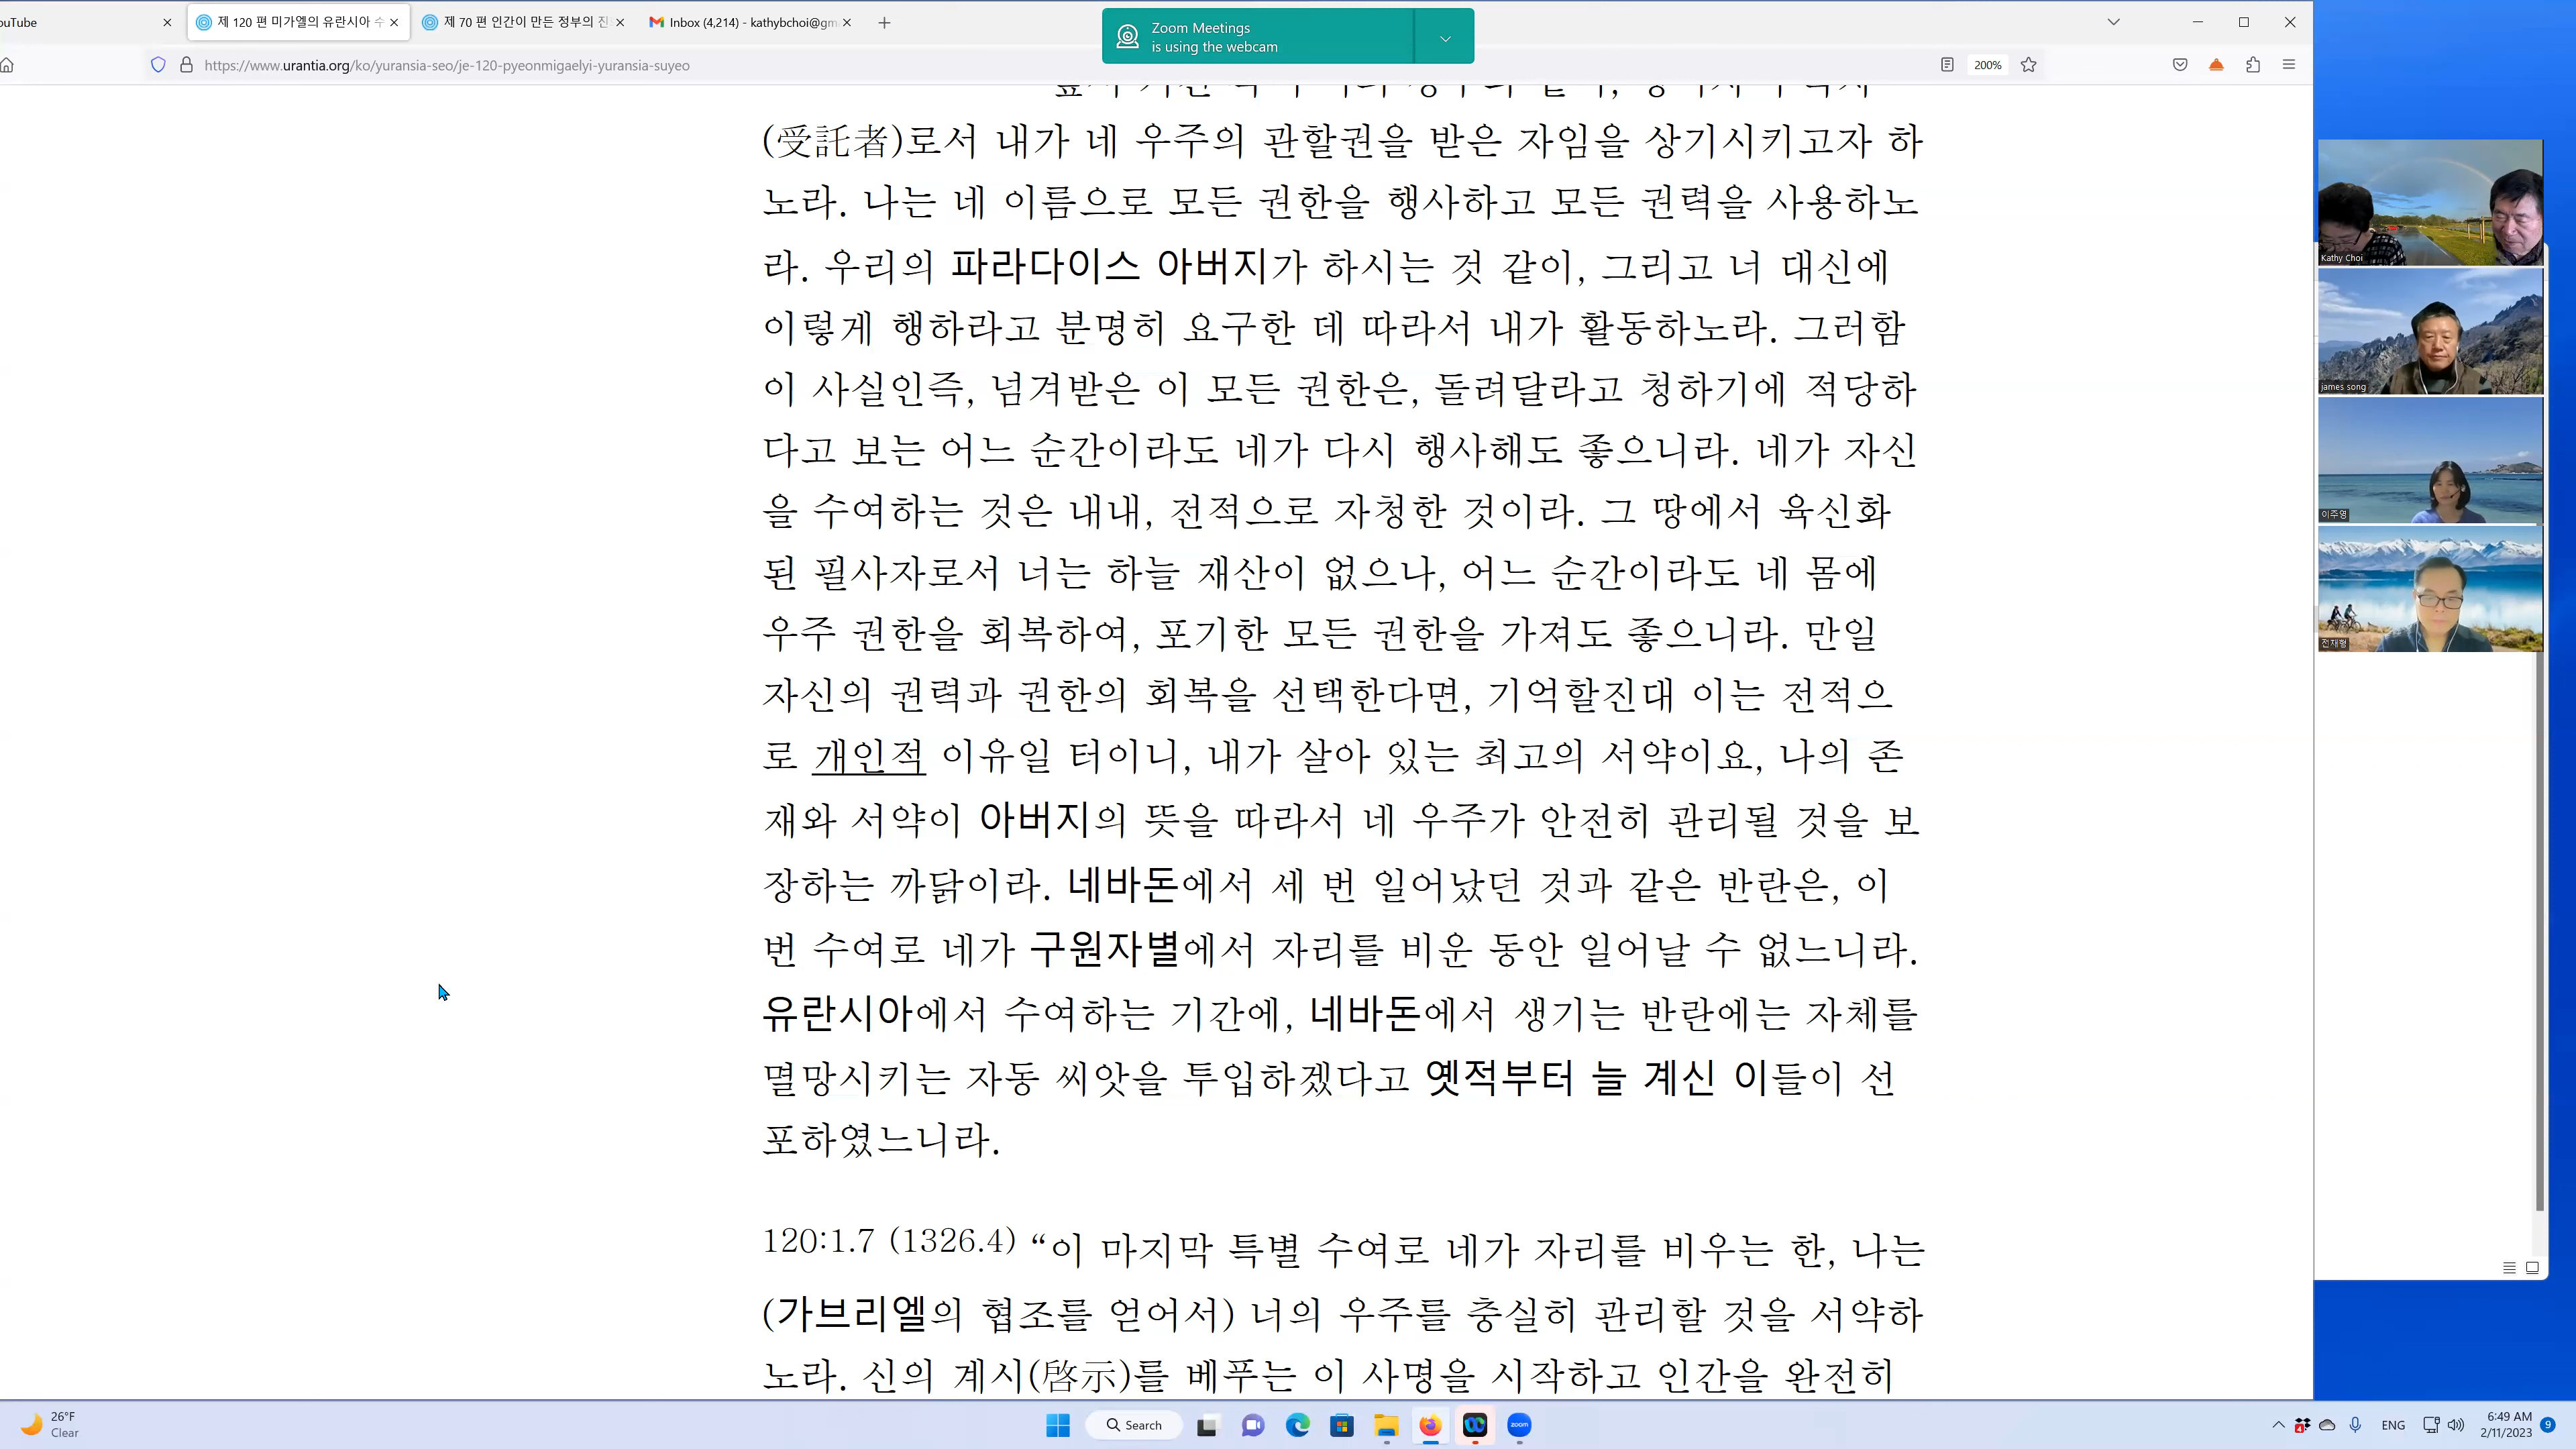 ouTube
제 120 편 미가엘의 유란시아 수
제 70 편 인간이 만든 정부의 진
Inbox (4,214) - kathybchoi@gm
Zoom Meetings
is using the webcam
https://www.urantia.org/ko/yuransia-seo/je-120-pyeonmigaelyi-yuransia-suyeo
200%
(受託者)로서 내가 네 우주의 관할권을 받은 자임을 상기시키고자 하
노라. 나는 네 이름으로 모든 권한을 행사하고 모든 권력을 사용하노
라. 우리의 파라다이스 아버지가 하시는 것 같이, 그리고 너 대신에
이렇게 행하라고 분명히 요구한 데 따라서 내가 활동하노라. 그러함
이 사실인즉, 넘겨받은 이 모든 권한은, 돌려달라고 청하기에 적당하
다고 보는 어느 순간이라도 네가 다시 행사해도 좋으니라. 네가 자신
을 수여하는 것은 내내, 전적으로 자청한 것이라. 그 땅에서 육신화
된 필사자로서 너는 하늘 재산이 없으나, 어느 순간이라도 네 몸에
우주 권한을 회복하여, 포기한 모든 권한을 가져도 좋으니라. 만일
자신의 권력과 권한의 회복을 선택한다면, 기억할진대 이는 전적으
로 개인적 이유일 터이니, 내가 살아 있는 최고의 서약이요, 나의 존
재와 서약이 아버지의 뜻을 따라서 네 우주가 안전히 관리될 것을 보
장하는 까닭이라. 네바돈에서 세 번 일어났던 것과 같은 반란은, 이
번 수여로 네가 구원자별에서 자리를 비운 동안 일어날 수 없느니라.
유란시아에서 수여하는 기간에, 네바돈에서 생기는 반란에는 자체를
멸망시키는 자동 씨앗을 투입하겠다고 옛적부터 늘 계신 이들이 선
포하였느니라.
120:1.7 (1326.4) “이 마지막 특별 수여로 네가 자리를 비우는 한, 나는
(가브리엘의 협조를 얻어서) 너의 우주를 충실히 관리할 것을 서약하
노라. 신의 계시(啓示)를 베푸는 이 사명을 시작하고 인간을 완전히
Kathy Choi
james song
이주영
전재형
26°F
Clear
Search
zoom
ENG
6:49 AM
2/11/2023
9